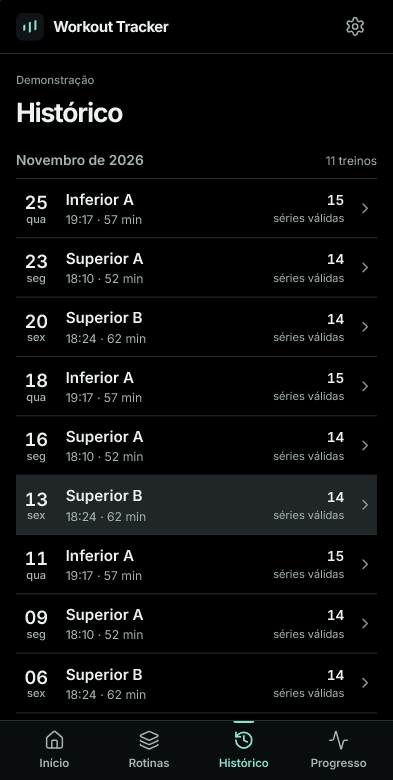 Workout Tracker
Demonstração
Histórico
Novembro de 2026 11 treinos
25 Inferior A 15
qua 19:17 · 57 min séries válidas
23 Superior A 14
seg 18:10 · 52 min séries válidas
20 Superior B 14
sex 18:24 · 62 min séries válidas
18 Inferior A 15
qua 19:17 · 57 min séries válidas
16 Superior A 14
seg 18:10 · 52 min séries válidas
13 Superior B 14
sex 18:24 · 62 min séries válidas
11 Inferior A 15
qua 19:17 · 57 min séries válidas
09 Superior A 14
seg 18:10 · 52 min séries válidas
06 Superior B 14
sex 18:24 · 62 min séries válidas
Início Rotinas Histórico Progresso